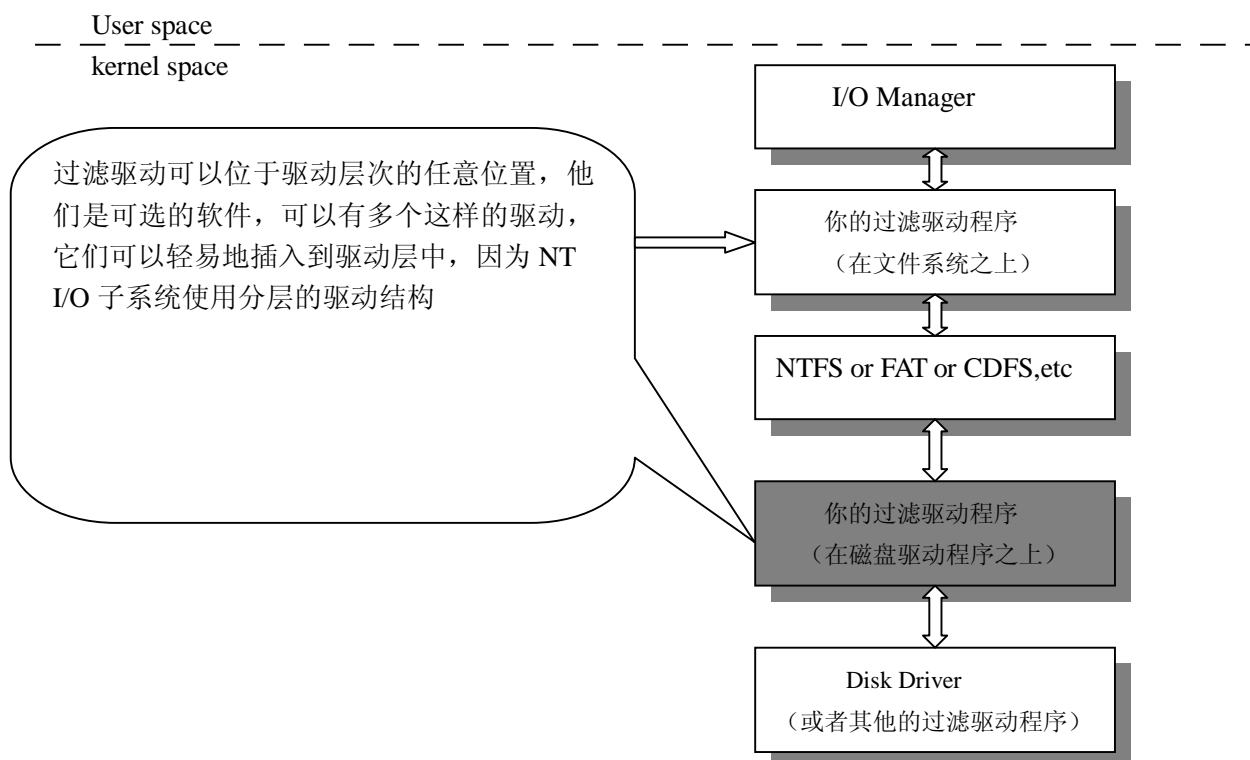 User space
kernel space
I/O Manager
过滤驱动可以位于驱动层次的任意位置，他
们是可选的软件，可以有多个这样的驱动，
它们可以轻易地插入到驱动层中，因为 NT
I/O 子系统使用分层的驱动结构
你的过滤驱动程序
（在文件系统之上）
NTFS or FAT or CDFS,etc
你的过滤驱动程序
（在磁盘驱动程序之上）
Disk Driver
（或者其他的过滤驱动程序）